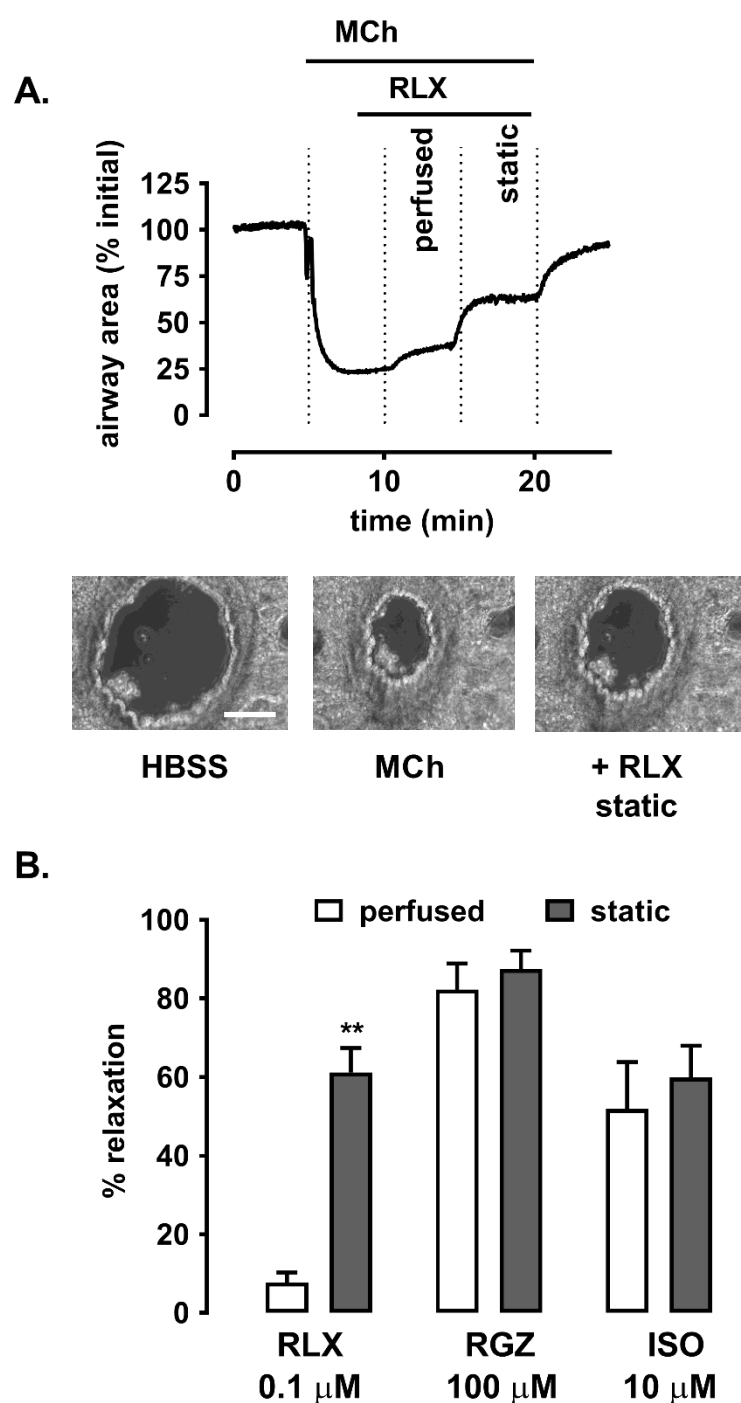 MCh
A.
RLX
perfused
static
125
100
75
50
25
0
airway area (% initial)
0 10 20
time (min)
HBSS MCh + RLX
static
B.
perfused static
100
80
60
40
20
0
% relaxation
**
RLX RGZ ISO
0.1 μM 100 μM 10 μM